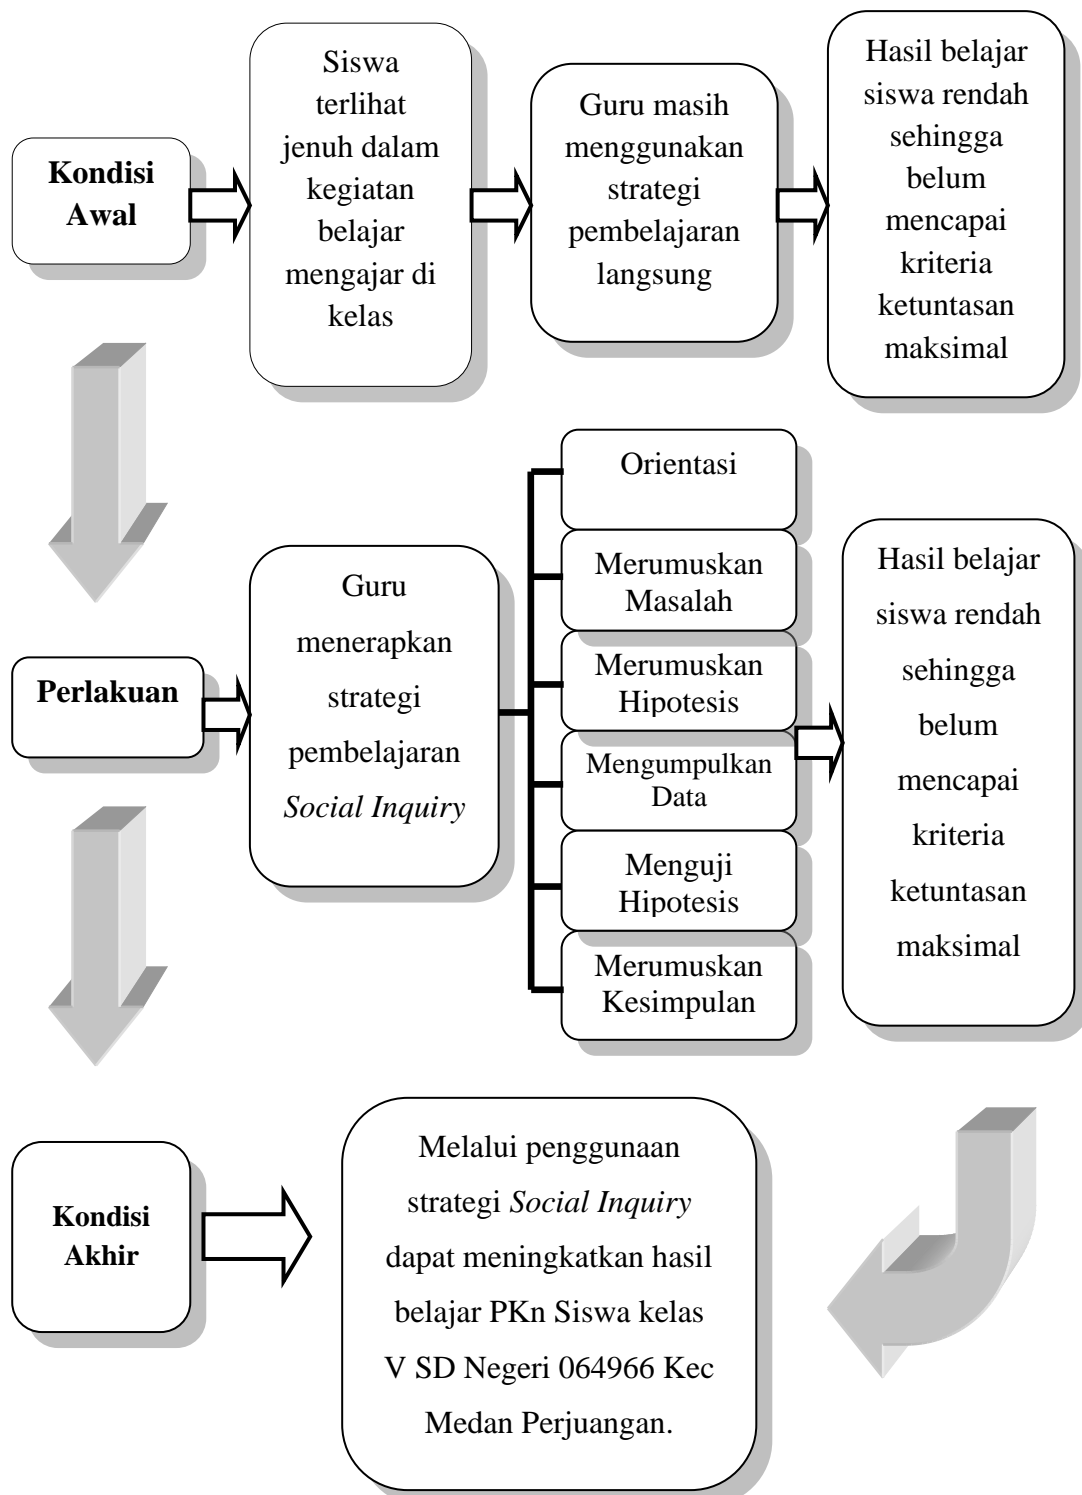 Kondisi
Awal
Siswa
terlihat
jenuh dalam
kegiatan
belajar
mengajar di
kelas
Guru masih
menggunakan
strategi
pembelajaran
langsung
Hasil belajar
siswa rendah
sehingga
belum
mencapai
kriteria
ketuntasan
maksimal
Perlakuan
Guru
menerapkan
strategi
pembelajaran
Social Inquiry
Orientasi
Merumuskan
Masalah
Merumuskan
Hipotesis
Mengumpulkan
Data
Menguji
Hipotesis
Merumuskan
Kesimpulan
Hasil belajar
siswa rendah
sehingga
belum
mencapai
kriteria
ketuntasan
maksimal
Kondisi
Akhir
Melalui penggunaan
strategi Social Inquiry
dapat meningkatkan hasil
belajar PKn Siswa kelas
V SD Negeri 064966 Kec
Medan Perjuangan.